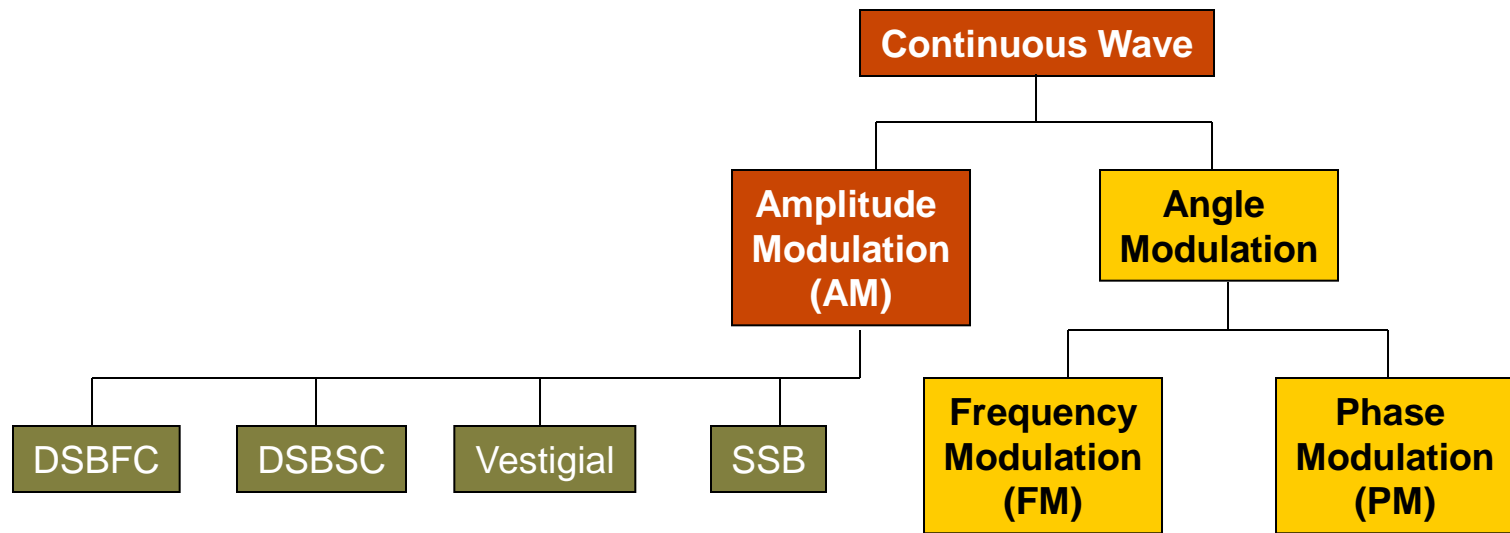 Continuous Wave
Amplitude
Modulation
(AM)
Angle
Modulation
DSBFC
DSBSC
Vestigial
SSB
Frequency
Modulation
(FM)
Phase
Modulation
(PM)